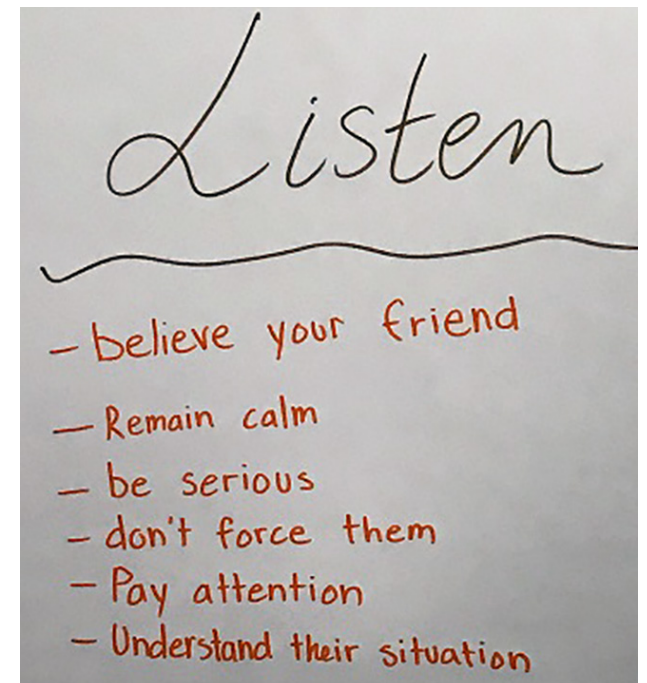 Listen
- believe your friend
- Remain calm
- be serious
- don't force them
- Pay attention
- Understand their situation